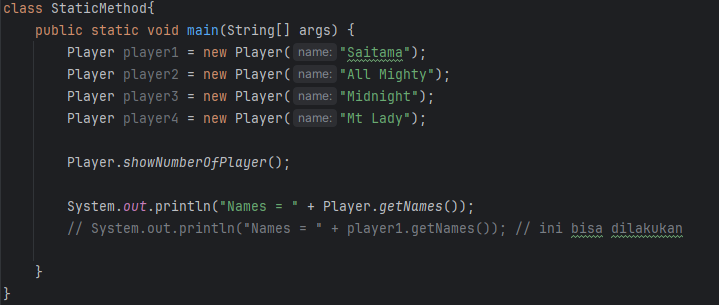 class StaticMethod{
    public static void main(String[] args) {
        Player player1 = new Player( name: "Saitama");
        Player player2 = new Player( name: "All Mighty");
        Player player3 = new Player( name: "Midnight");
        Player player4 = new Player( name: "Mt Lady");

        Player.showNumberOfPlayer();

        System.out.println("Names = " + Player.getNames());
        // System.out.println("Names = " + player1.getNames()); // ini bisa dilakukan

    }
}